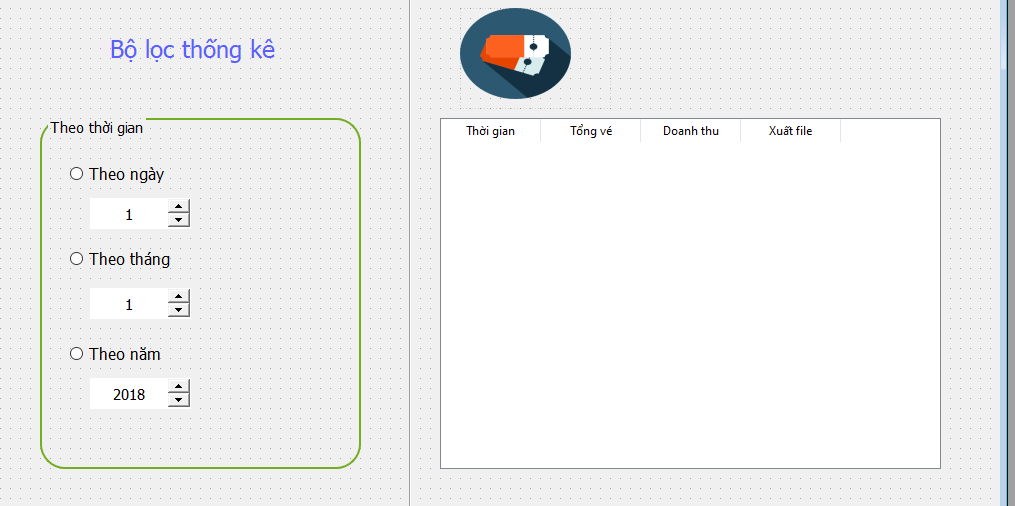 Bộ lọc thống kê
Theo thời gian
Theo ngày
1
Theo tháng
1
Theo năm
2018
Thời gian Tổng vé Doanh thu Xuất file